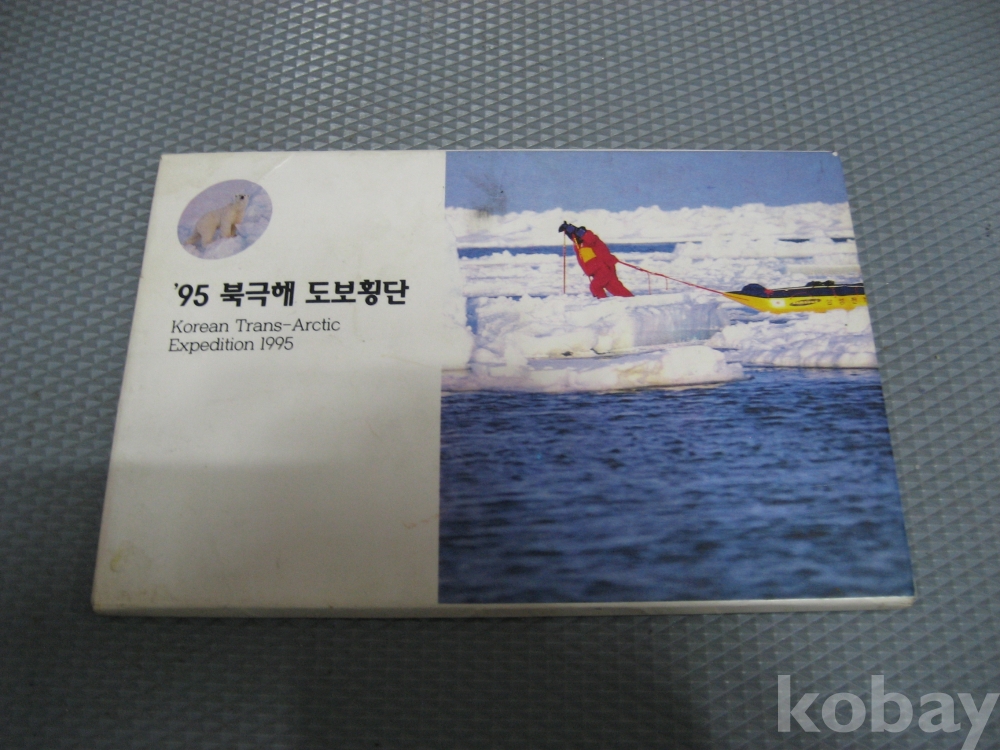 '95 북극해 도보횡단
Korean Trans-Arctic
Expedition 1995
kobay